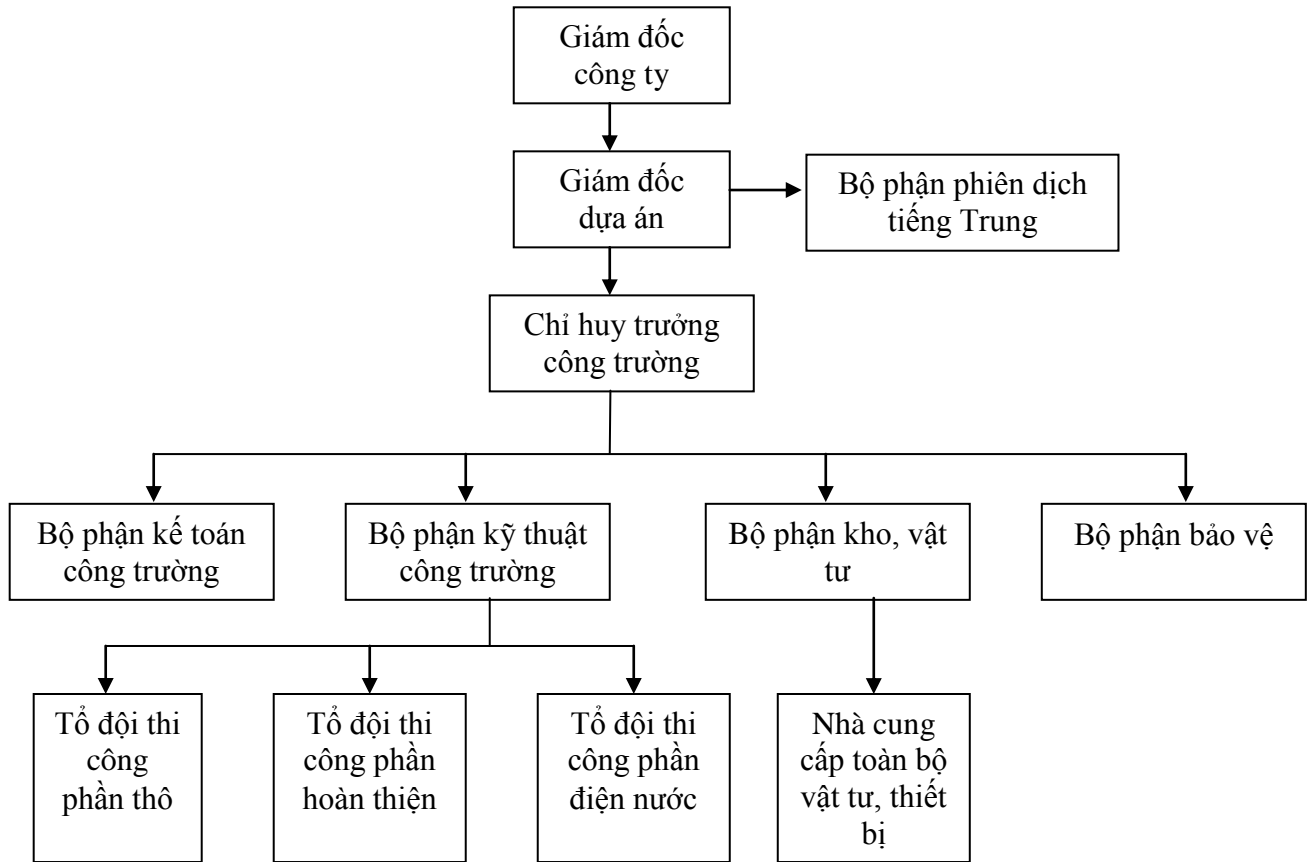 Giám đốc
công ty
Giám đốc
dựa án
Bộ phận phiên dịch
tiếng Trung
Chỉ huy trưởng
công trường
Bộ phận kế toán
công trường
Bộ phận kỹ thuật
công trường
Bộ phận kho, vật
tư
Bộ phận bảo vệ
Tổ đội thi
công
phần thô
Tổ đội thi
công phần
hoàn thiện
Tổ đội thi
công phần
điện nước
Nhà cung
cấp toàn bộ
vật tư, thiết
bị